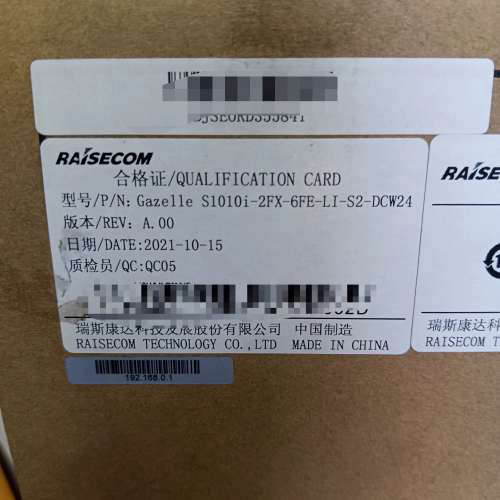 RAISECOM
合格证/QUALIFICATION CARD
型号/P/N: Gazelle S1010i-2FX-6FE-LI-S2-DCW24
版本/REV: A.00
日期/DATE:2021-10-15
质检员/QC:QC05
瑞斯康达科技发展股份有限公司 中国制造
RAISECOM TECHNOLOGY CO.,LTD MADE IN CHINA
192.168.0.1
RAISE
瑞斯康达科
RAISECOM T